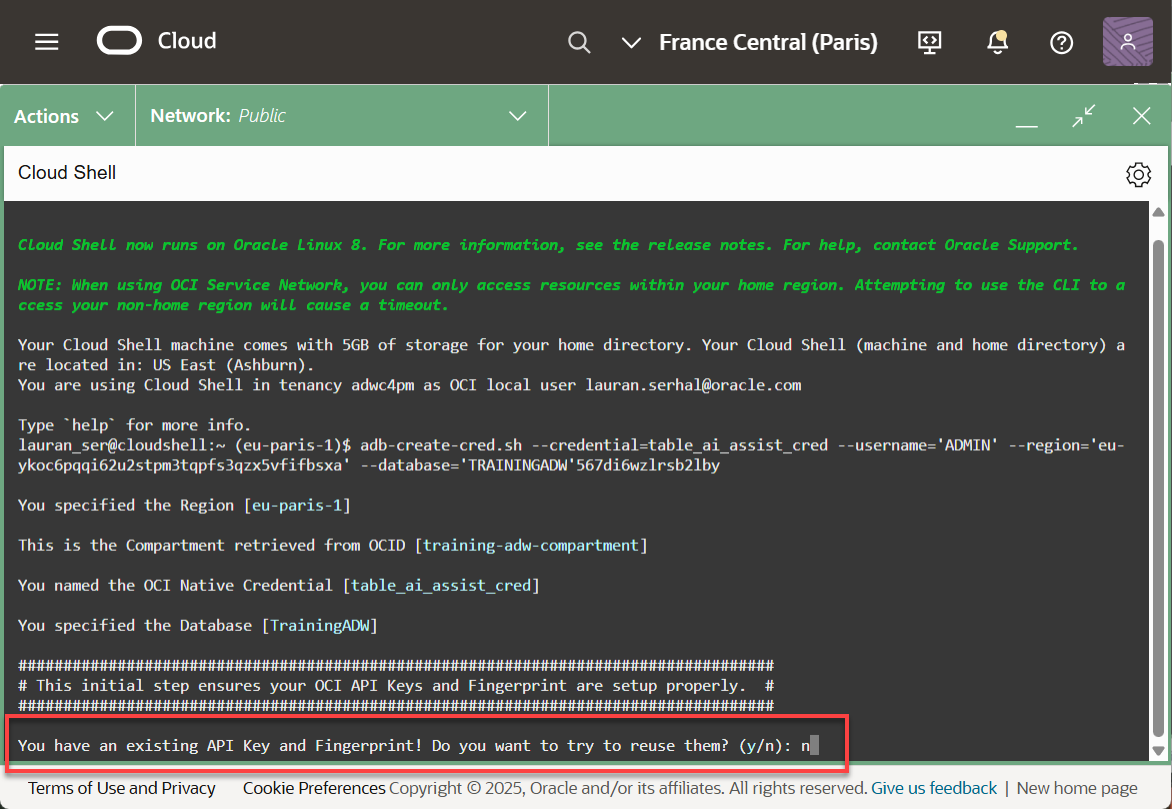 Cloud
France Central (Paris)
Actions
Network: Public
Cloud Shell
Cloud Shell now runs on Oracle Linux 8. For more information, see the release notes. For help, contact Oracle Support.
NOTE: When using OCI Service Network, you can only access resources within your home region. Attempting to use the CLI to a
ccess your non-home region will cause a timeout.
Your Cloud Shell machine comes with 5GB of storage for your home directory. Your Cloud Shell (machine and home directory) a
re located in: US East (Ashburn).
You are using Cloud Shell in tenancy adwc4pm as OCI local user lauran.serhal@oracle.com
Type `help` for more info.
lauran_ser@cloudshell:~ (eu-paris-1)$ adb-create-cred.sh --credential=table_ai_assist_cred --username='ADMIN' --region='eu-
ykoc6pqqi62u2stpm3tqpfs3qzx5vfifbsxa' --database='TRAININGADW'567di6wzlrsb2lby
You specified the Region [eu-paris-1]
This is the Compartment retrieved from OCID [training-adw-compartment]
You named the OCI Native Credential [table_ai_assist_cred]
You specified the Database [TrainingADW]
####################################################################################
# This initial step ensures your OCI API Keys and Fingerprint are setup properly.  #
####################################################################################
You have an existing API Key and Fingerprint! Do you want to try to reuse them? (y/n): n
Terms of Use and Privacy Cookie Preferences Copyright © 2025, Oracle and/or its affiliates. All rights reserved. Give us feedback | New home page